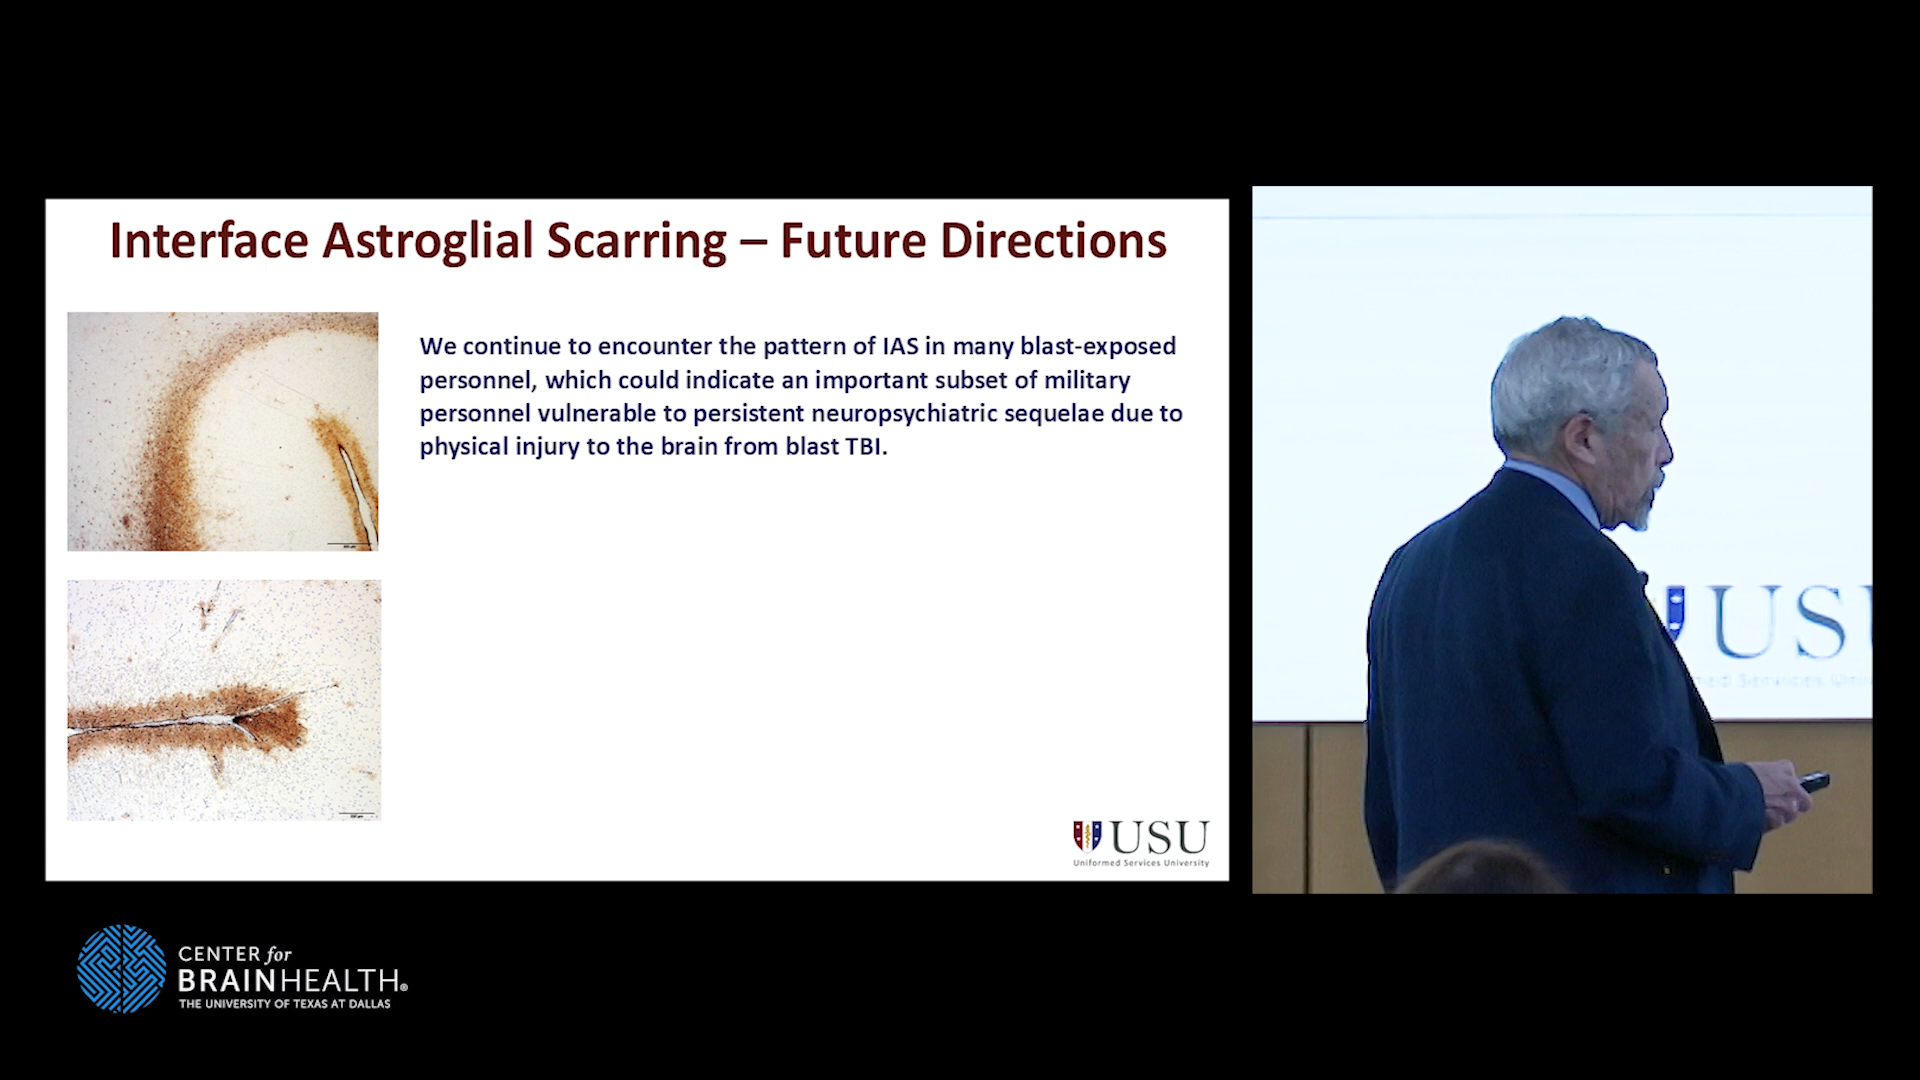 Interface Astroglial Scarring – Future Directions
We continue to encounter the pattern of IAS in many blast-exposed
personnel, which could indicate an important subset of military
personnel vulnerable to persistent neuropsychiatric sequelae due to
physical injury to the brain from blast TBI.
USU
Uniformed Services University
USU
CENTER for
BRAINHEALTH®
THE UNIVERSITY OF TEXAS AT DALLAS